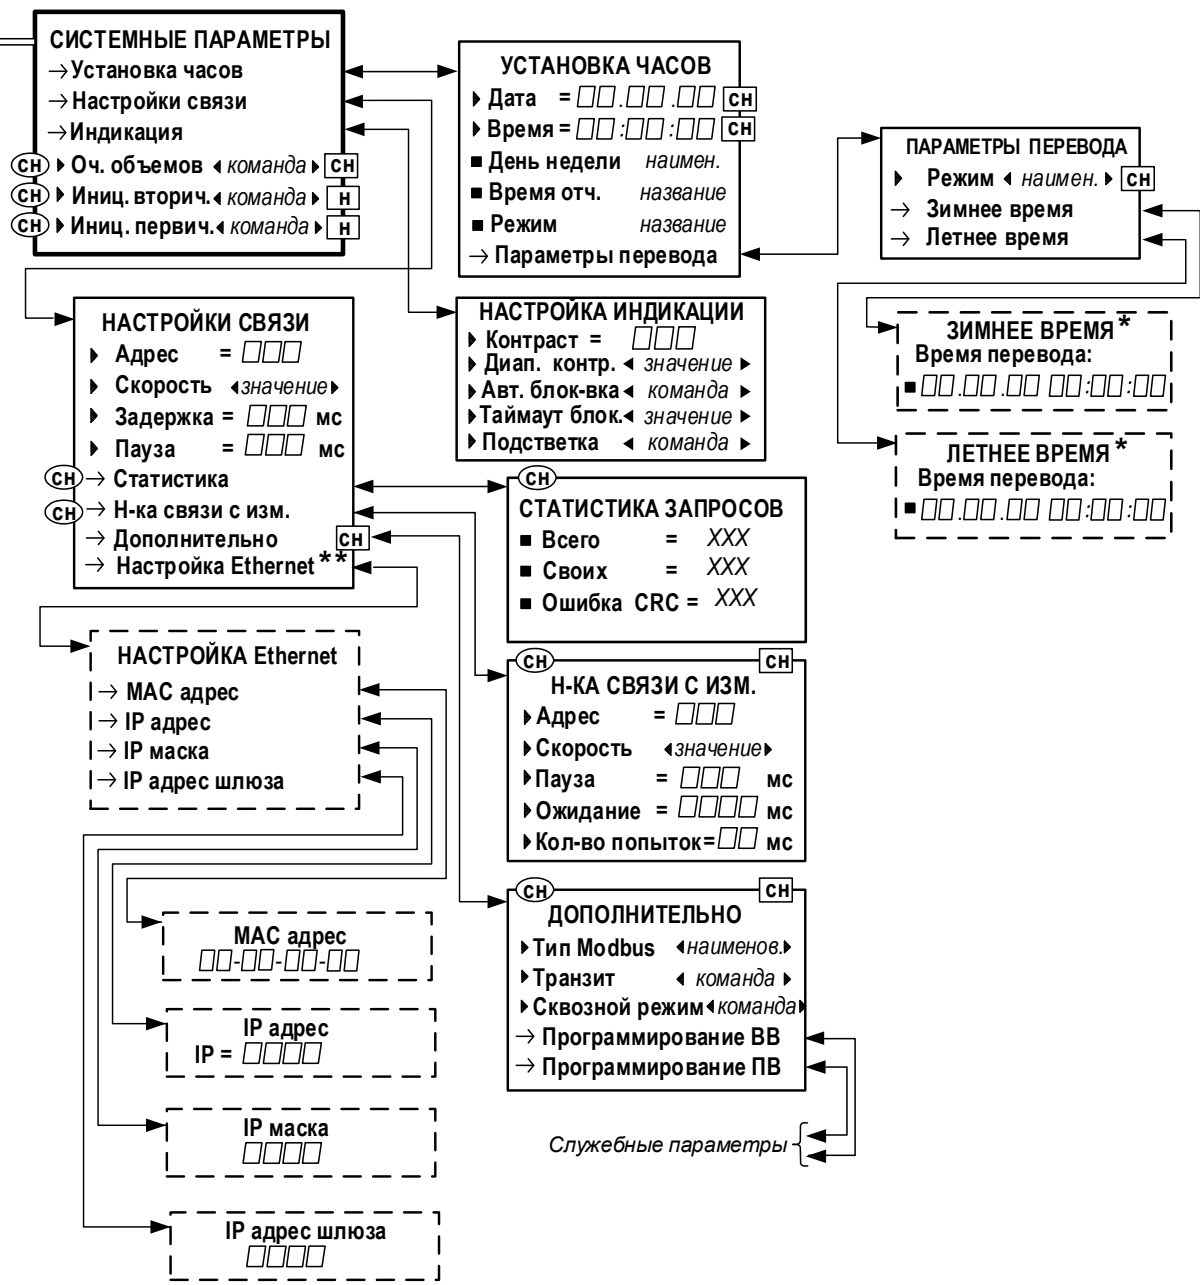 СИСТЕМНЫЕ ПАРАМЕТРЫ
→Установка часов
→Настройки связи
→Индикация
СН Оч. объемов команда СН
СН Иниц. вторич. команда Н
СН Иниц. первич. команда Н
УСТАНОВКА ЧАСОВ
Дата = □□.□□.□□ СН
Время = □□:□□:□□ СН
■ День недели наимен.
■ Время отч. название
■ Режим название
→ Параметры перевода
ПАРАМЕТРЫ ПЕРЕВОДА
Режим наимен. СН
→ Зимнее время
→ Летнее время
НАСТРОЙКИ СВЯЗИ
Адрес = □□□
Скорость значение
Задержка = □□□ мс
Пауза = □□□ мс
СН → Статистика
СН → Н-ка связи с изм.
→ Дополнительно СН
→ Настройка Ethernet**
НАСТРОЙКА ИНДИКАЦИИ
Контраст = □□□
Диап. контр. значение
Авт. блок-вка команда
Таймаут блок. значение
Подстветка команда
ЗИМНЕЕ ВРЕМЯ*
Время перевода:
■ □□.□□.□□ □□:□□:□□
ЛЕТНЕЕ ВРЕМЯ*
Время перевода:
■ □□.□□.□□ □□:□□:□□
СН
СТАТИСТИКА ЗАПРОСОВ
■ Всего = XXX
■ Своих = XXX
■ Ошибка CRC = XXX
НАСТРОЙКА Ethernet
→ MAC адрес
→ IP адрес
→ IP маска
→ IP адрес шлюза
СН СН
Н-КА СВЯЗИ С ИЗМ.
Адрес = □□□
Скорость значение
Пауза = □□□ мс
Ожидание = □□□□ мс
Кол-во попыток= □□ мс
СН СН
ДОПОЛНИТЕЛЬНО
Тип Modbus наименов.
Транзит команда
Сквозной режим команда
→ Программирование ВВ
→ Программирование ПВ
Служебные параметры
MAC адрес
□□-□□-□□-□□
IP адрес
IP = □□□□
IP маска
□□□□
IP адрес шлюза
□□□□